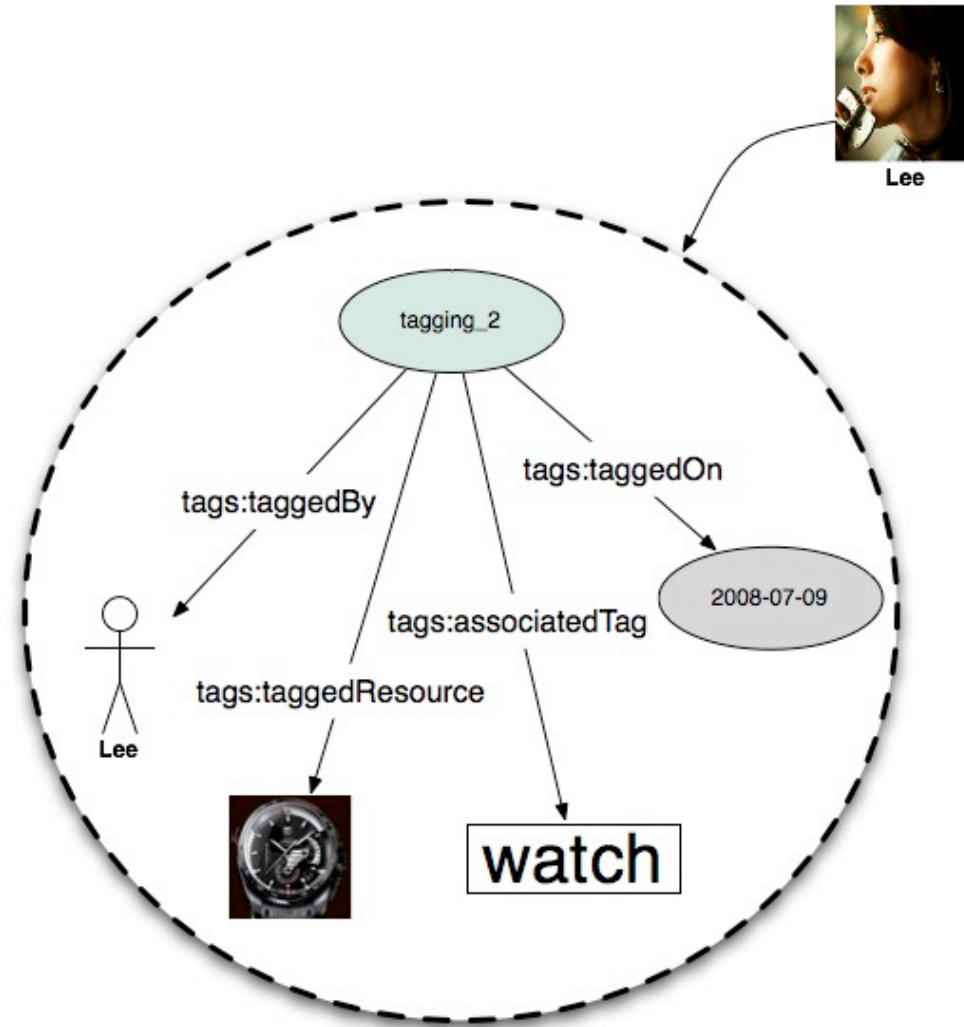 Lee
tagging_2
tags:taggedOn
tags:taggedBy
2008-07-09
tags:associatedTag
tags:taggedResource
Lee
watch